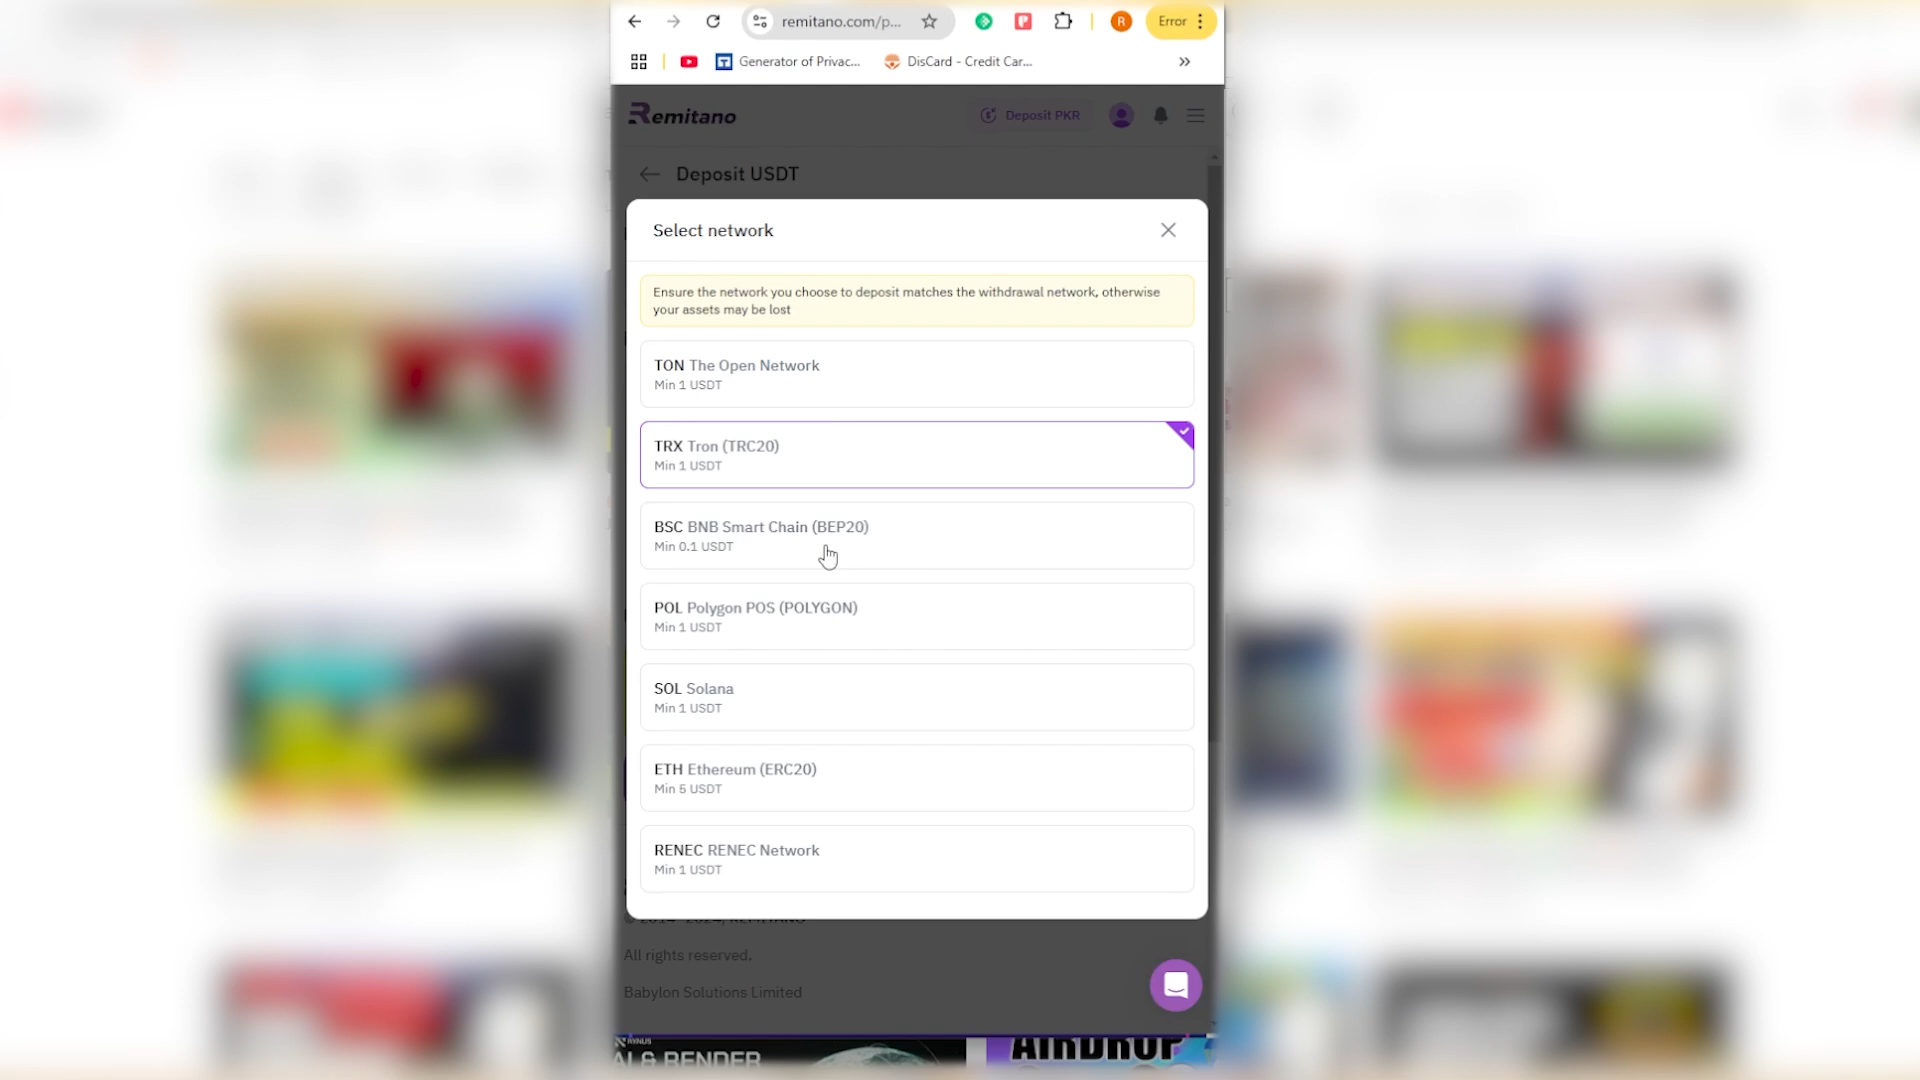 remitano.com/p...
R
Error
Generator of Privac...
DisCard - Credit Car...
Remitano
Deposit PKR
Deposit USDT
Select network
Ensure the network you choose to deposit matches the withdrawal network, otherwise
your assets may be lost
TON The Open Network
Min 1 USDT
TRX Tron (TRC20)
Min 1 USDT
BSC BNB Smart Chain (BEP20)
Min 0.1 USDT
POL Polygon POS (POLYGON)
Min 1 USDT
SOL Solana
Min 1 USDT
ETH Ethereum (ERC20)
Min 5 USDT
RENEC RENEC Network
Min 1 USDT
All rights reserved.
Babylon Solutions Limited
RYNUS
AI & RENDER
AIRDROP